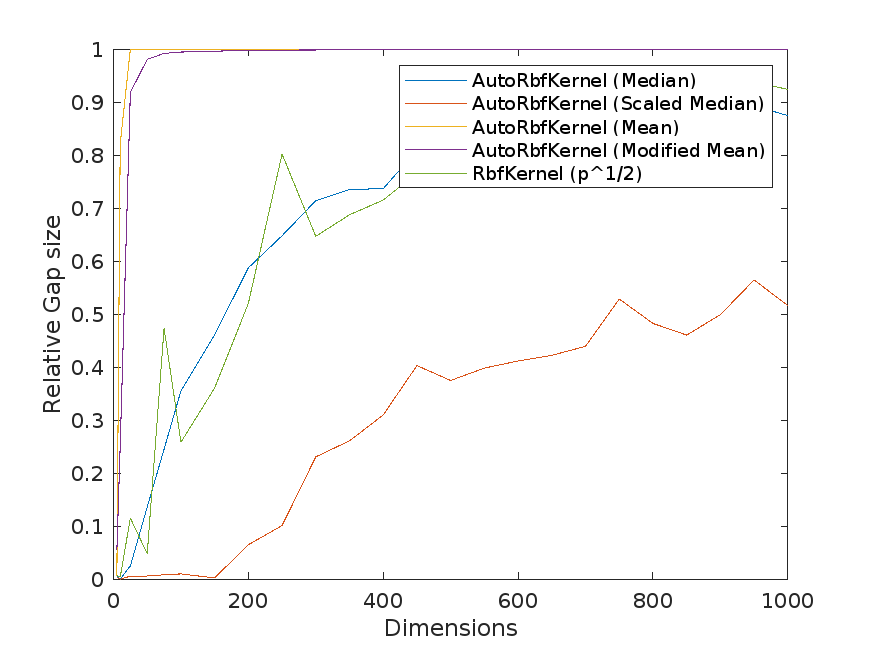 1
0.9
0.8
0.7
0.6
0.5
0.4
0.3
0.2
0.1
0
Relative Gap size
AutoRbfKernel (Median)
AutoRbfKernel (Scaled Median)
AutoRbfKernel (Mean)
AutoRbfKernel (Modified Mean)
RbfKernel (p^1/2)
0 200 400 600 800 1000
Dimensions